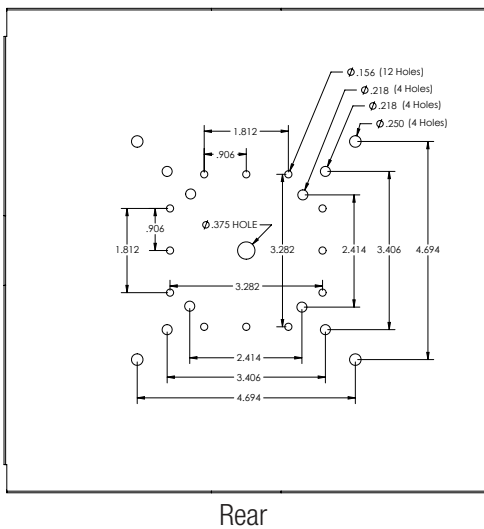 Ø.156 (12 Holes)
Ø.218 (4 Holes)
Ø.218 (4 Holes)
Ø.250 (4 Holes)
1.812
.906
Ø.375 HOLE
.906
1.812
3.282
2.414
3.406
4.694
3.282
2.414
3.406
4.694
Rear